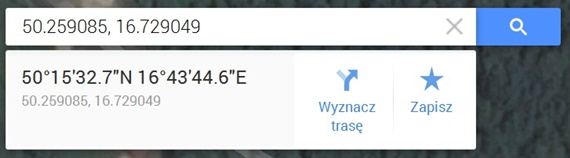 50.259085, 16.729049
50°15'32.7"N 16°43'44.6"E
50.259085, 16.729049
Wyznacz
trasę
Zapisz